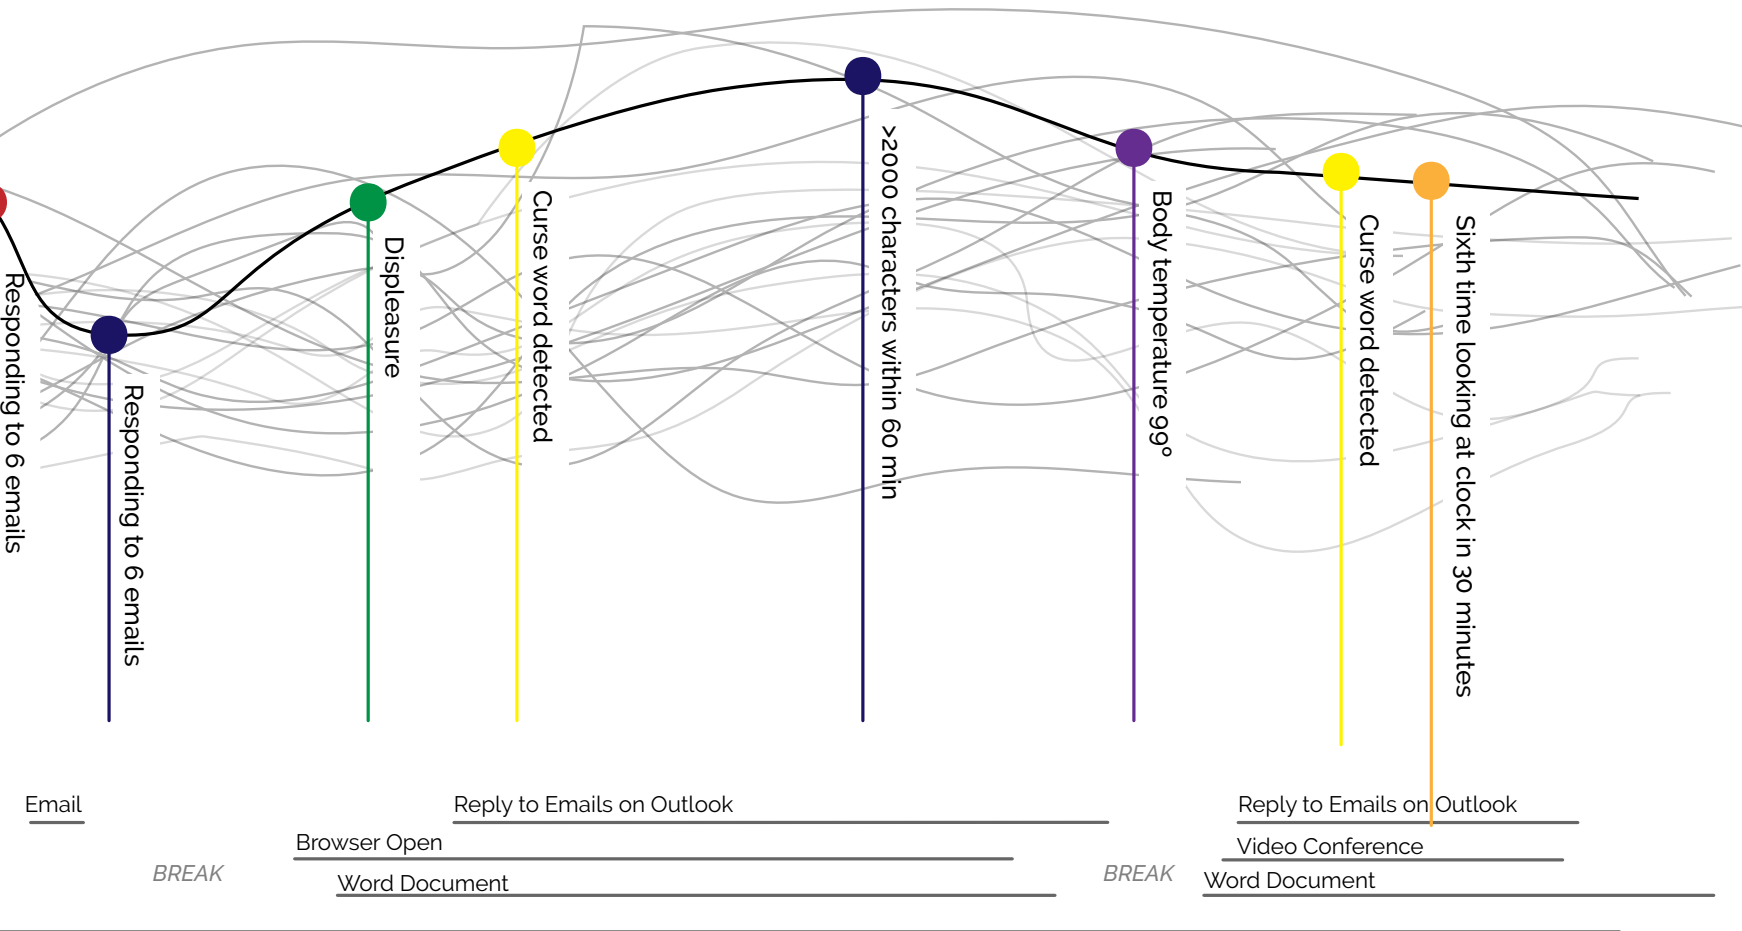 Responding to 6 emails
Responding to 6 emails
Displeasure
Curse word detected
>2000 characters within 60 min
Body temperature 99°
Curse word detected
Sixth time looking at clock in 30 minutes
Email
Reply to Emails on Outlook
Reply to Emails on Outlook
Browser Open
Video Conference
BREAK
BREAK
Word Document
Word Document